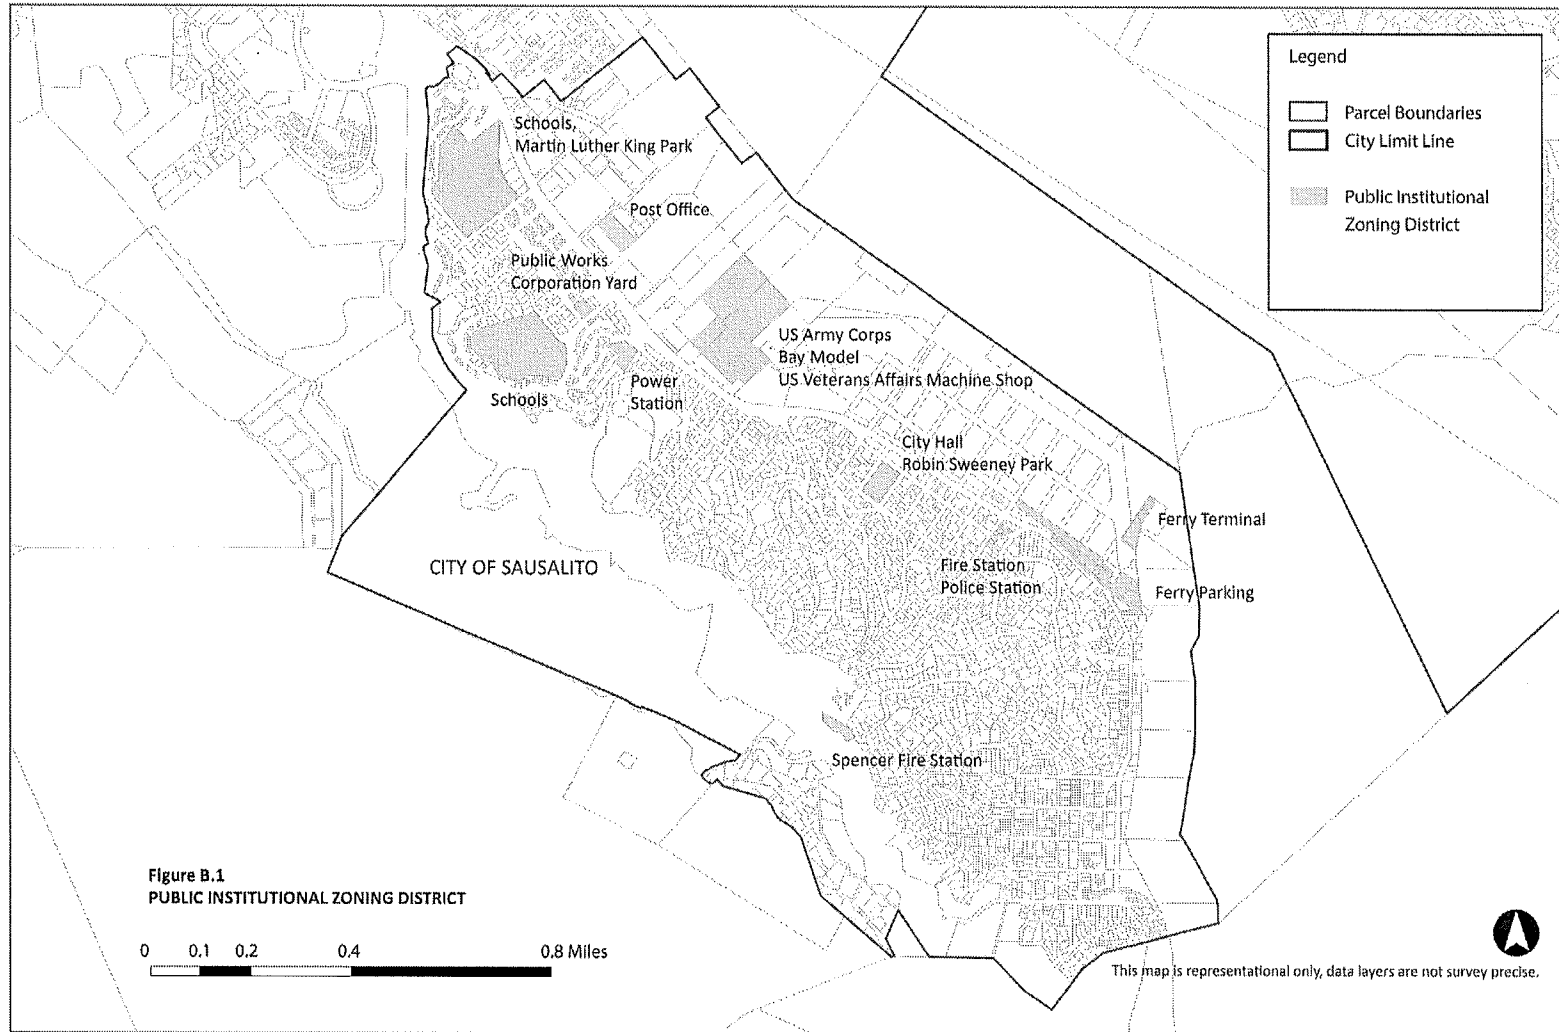 Legend
Parcel Boundaries
City Limit Line
Public Institutional
Zoning District
Schools,
Martin Luther King Park
Post Office
Public Works
Corporation Yard
US Army Corps
Bay Model
US Veterans Affairs Machine Shop
Schools
Power
Station
City Hall
Robin Sweeney Park
Ferry Terminal
CITY OF SAUSALITO
Fire Station
Police Station
Ferry Parking
Spencer Fire Station
Figure B.1
PUBLIC INSTITUTIONAL ZONING DISTRICT
0 0.1 0.2 0.4 0.8 Miles
This map is representational only, data layers are not survey precise.